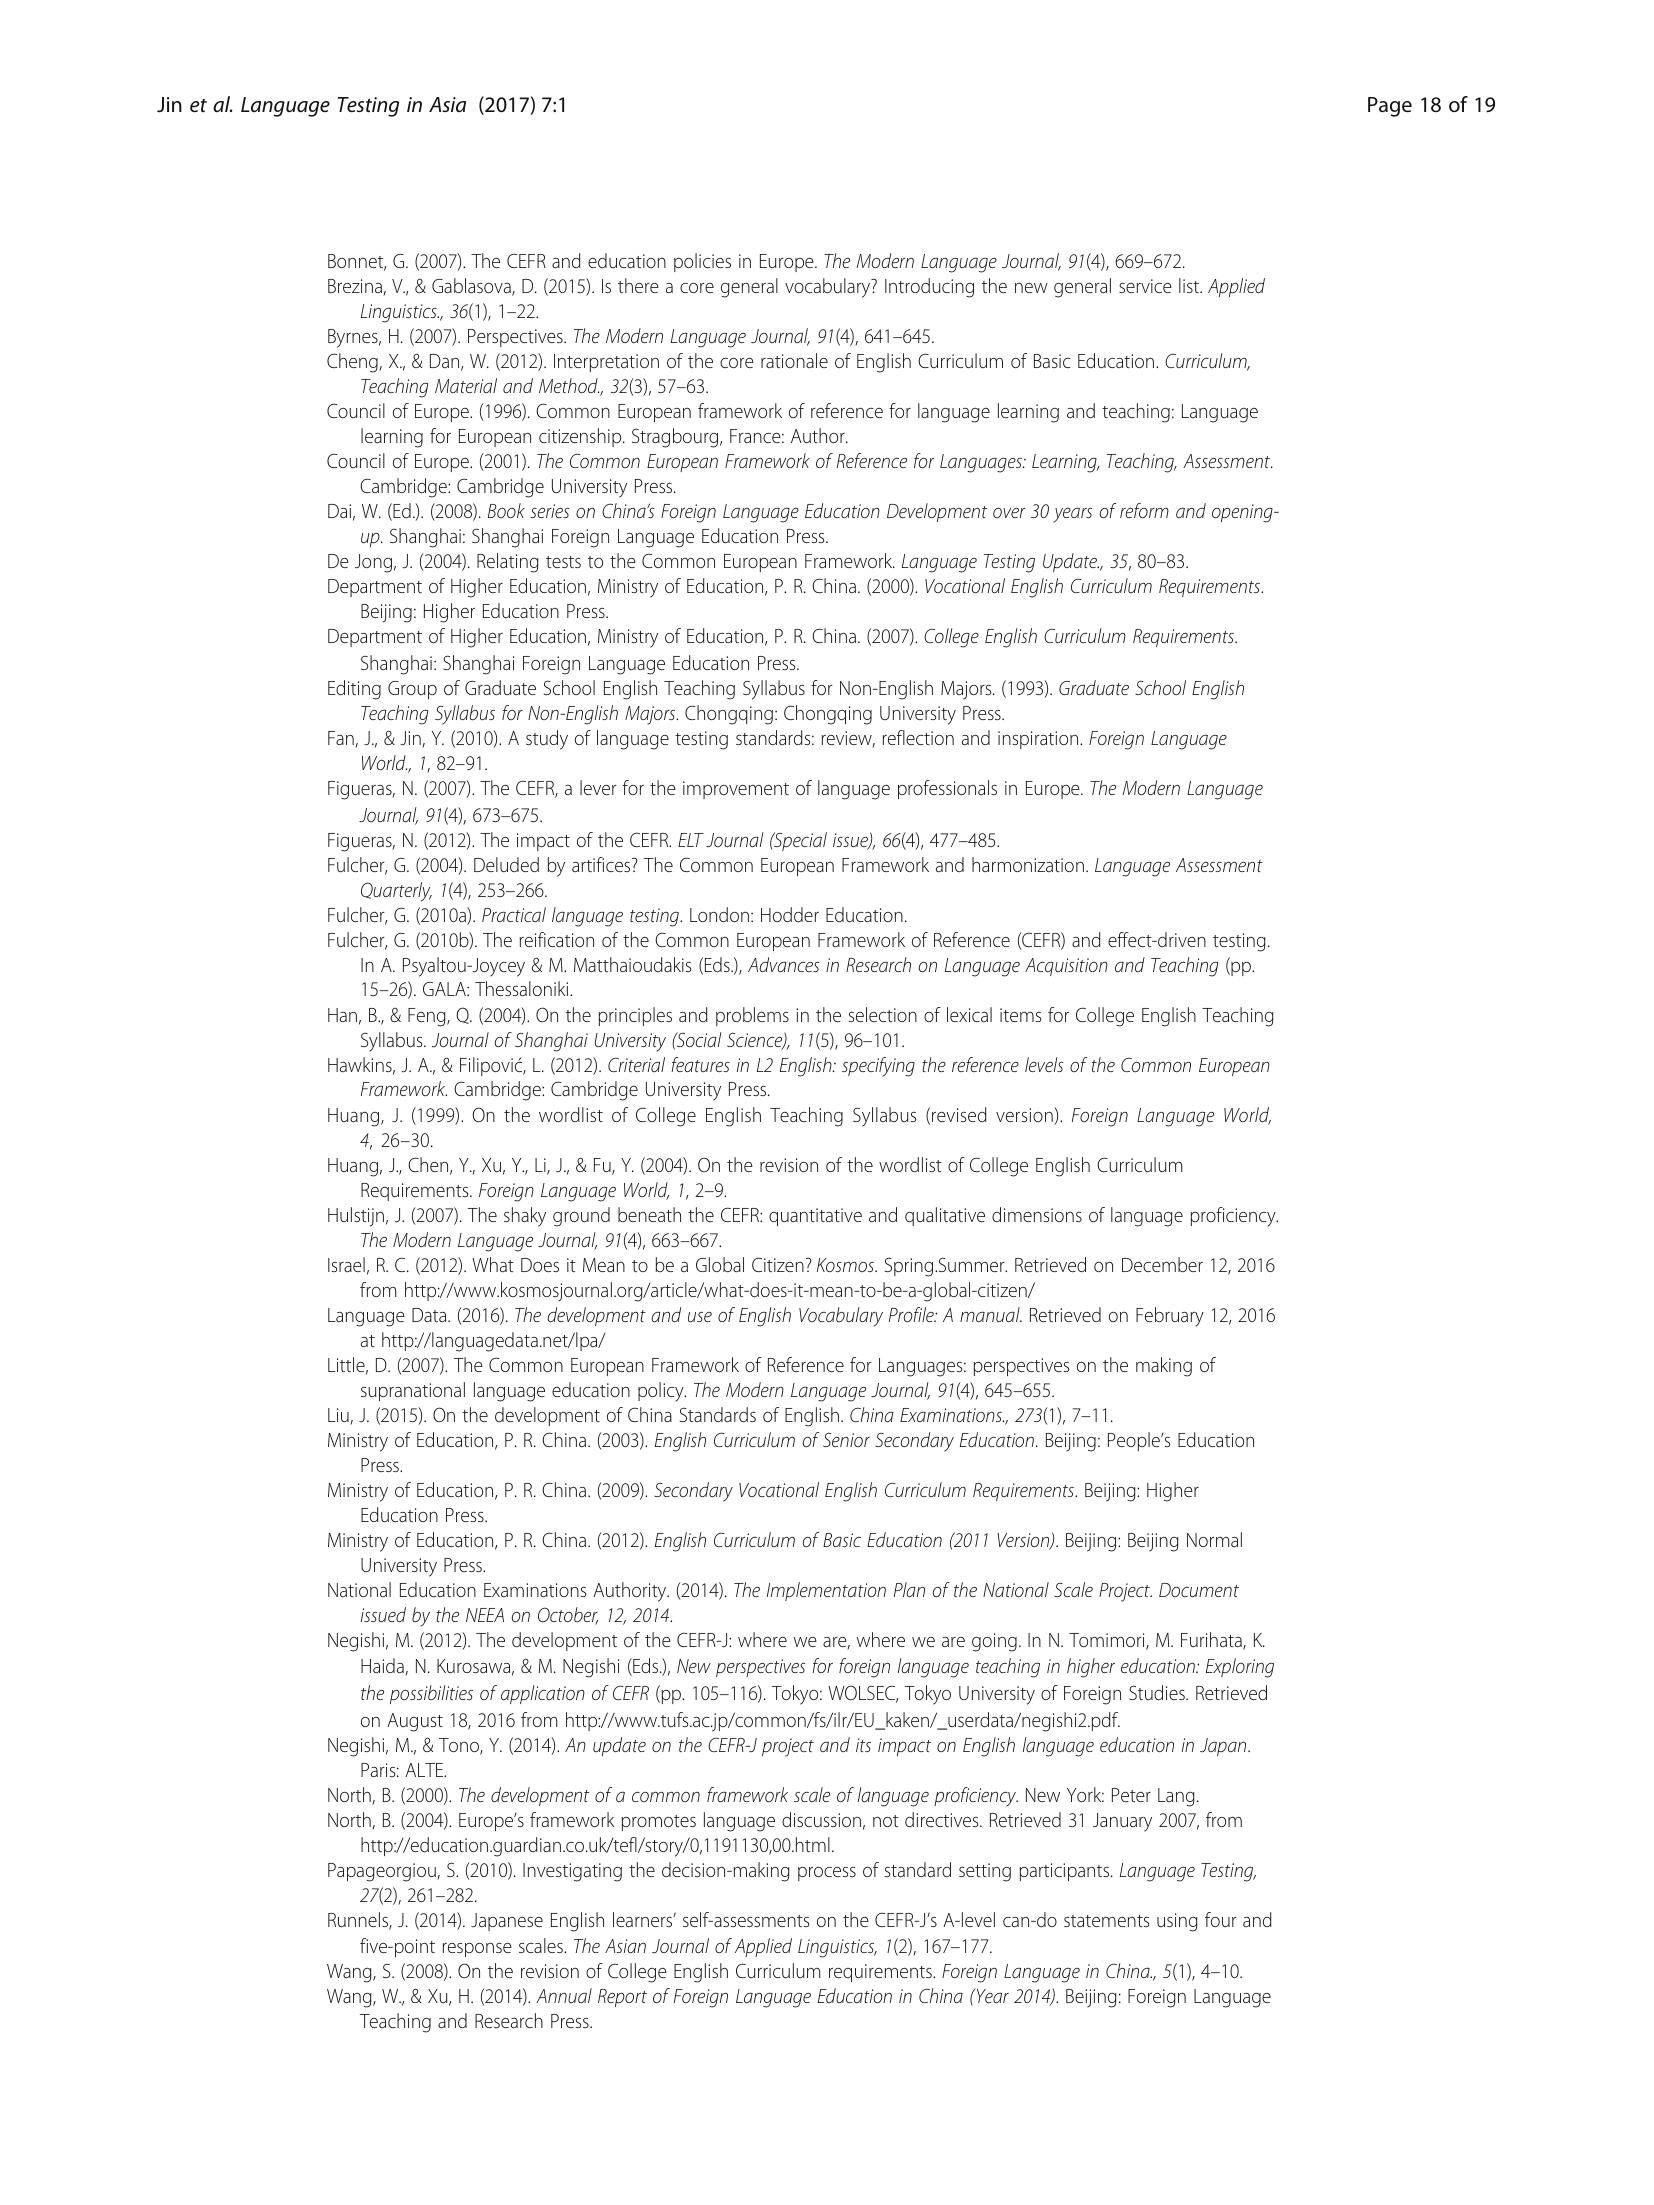 Jin et al. Language Testing in Asia (2017) 7:1
Page 18 of 19
Bonnet, G. (2007). The CEFR and education policies in Europe. The Modern Language Journal, 91(4), 669–672.
Brezina, V., & Gablasova, D. (2015). Is there a core general vocabulary? Introducing the new general service list. Applied
Linguistics., 36(1), 1–22.
Byrnes, H. (2007). Perspectives. The Modern Language Journal, 91(4), 641–645.
Cheng, X., & Dan, W. (2012). Interpretation of the core rationale of English Curriculum of Basic Education. Curriculum,
Teaching Material and Method., 32(3), 57–63.
Council of Europe. (1996). Common European framework of reference for language learning and teaching: Language
learning for European citizenship. Stragbourg, France: Author.
Council of Europe. (2001). The Common European Framework of Reference for Languages: Learning, Teaching, Assessment.
Cambridge: Cambridge University Press.
Dai, W. (Ed.). (2008). Book series on China's Foreign Language Education Development over 30 years of reform and opening-
up. Shanghai: Shanghai Foreign Language Education Press.
De Jong, J. (2004). Relating tests to the Common European Framework. Language Testing Update., 35, 80–83.
Department of Higher Education, Ministry of Education, P. R. China. (2000). Vocational English Curriculum Requirements.
Beijing: Higher Education Press.
Department of Higher Education, Ministry of Education, P. R. China. (2007). College English Curriculum Requirements.
Shanghai: Shanghai Foreign Language Education Press.
Editing Group of Graduate School English Teaching Syllabus for Non-English Majors. (1993). Graduate School English
Teaching Syllabus for Non-English Majors. Chongqing: Chongqing University Press.
Fan, J., & Jin, Y. (2010). A study of language testing standards: review, reflection and inspiration. Foreign Language
World., 1, 82–91.
Figueras, N. (2007). The CEFR, a lever for the improvement of language professionals in Europe. The Modern Language
Journal, 91(4), 673–675.
Figueras, N. (2012). The impact of the CEFR. ELT Journal (Special issue), 66(4), 477–485.
Fulcher, G. (2004). Deluded by artifices? The Common European Framework and harmonization. Language Assessment
Quarterly, 1(4), 253–266.
Fulcher, G. (2010a). Practical language testing. London: Hodder Education.
Fulcher, G. (2010b). The reification of the Common European Framework of Reference (CEFR) and effect-driven testing.
In A. Psyaltou-Joycey & M. Matthaioudakis (Eds.), Advances in Research on Language Acquisition and Teaching (pp.
15–26). GALA: Thessaloniki.
Han, B., & Feng, Q. (2004). On the principles and problems in the selection of lexical items for College English Teaching
Syllabus. Journal of Shanghai University (Social Science), 11(5), 96–101.
Hawkins, J. A., & Filipović, L. (2012). Criterial features in L2 English: specifying the reference levels of the Common European
Framework. Cambridge: Cambridge University Press.
Huang, J. (1999). On the wordlist of College English Teaching Syllabus (revised version). Foreign Language World,
4, 26–30.
Huang, J., Chen, Y., Xu, Y., Li, J., & Fu, Y. (2004). On the revision of the wordlist of College English Curriculum
Requirements. Foreign Language World, 1, 2–9.
Hulstijn, J. (2007). The shaky ground beneath the CEFR: quantitative and qualitative dimensions of language proficiency.
The Modern Language Journal, 91(4), 663–667.
Israel, R. C. (2012). What Does it Mean to be a Global Citizen? Kosmos. Spring.Summer. Retrieved on December 12, 2016
from http://www.kosmosjournal.org/article/what-does-it-mean-to-be-a-global-citizen/
Language Data. (2016). The development and use of English Vocabulary Profile: A manual. Retrieved on February 12, 2016
at http://languagedata.net/lpa/
Little, D. (2007). The Common European Framework of Reference for Languages: perspectives on the making of
supranational language education policy. The Modern Language Journal, 91(4), 645–655.
Liu, J. (2015). On the development of China Standards of English. China Examinations., 273(1), 7–11.
Ministry of Education, P. R. China. (2003). English Curriculum of Senior Secondary Education. Beijing: People's Education
Press.
Ministry of Education, P. R. China. (2009). Secondary Vocational English Curriculum Requirements. Beijing: Higher
Education Press.
Ministry of Education, P. R. China. (2012). English Curriculum of Basic Education (2011 Version). Beijing: Beijing Normal
University Press.
National Education Examinations Authority. (2014). The Implementation Plan of the National Scale Project. Document
issued by the NEEA on October, 12, 2014.
Negishi, M. (2012). The development of the CEFR-J: where we are, where we are going. In N. Tomimori, M. Furihata, K.
Haida, N. Kurosawa, & M. Negishi (Eds.), New perspectives for foreign language teaching in higher education: Exploring
the possibilities of application of CEFR (pp. 105–116). Tokyo: WOLSEC, Tokyo University of Foreign Studies. Retrieved
on August 18, 2016 from http://www.tufs.ac.jp/common/fs/ilr/EU_kaken/_userdata/negishi2.pdf.
Negishi, M., & Tono, Y. (2014). An update on the CEFR-J project and its impact on English language education in Japan.
Paris: ALTE.
North, B. (2000). The development of a common framework scale of language proficiency. New York: Peter Lang.
North, B. (2004). Europe's framework promotes language discussion, not directives. Retrieved 31 January 2007, from
http://education.guardian.co.uk/tefl/story/0,1191130,00.html.
Papageorgiou, S. (2010). Investigating the decision-making process of standard setting participants. Language Testing,
27(2), 261–282.
Runnels, J. (2014). Japanese English learners' self-assessments on the CEFR-J's A-level can-do statements using four and
five-point response scales. The Asian Journal of Applied Linguistics, 1(2), 167–177.
Wang, S. (2008). On the revision of College English Curriculum requirements. Foreign Language in China., 5(1), 4–10.
Wang, W., & Xu, H. (2014). Annual Report of Foreign Language Education in China (Year 2014). Beijing: Foreign Language
Teaching and Research Press.